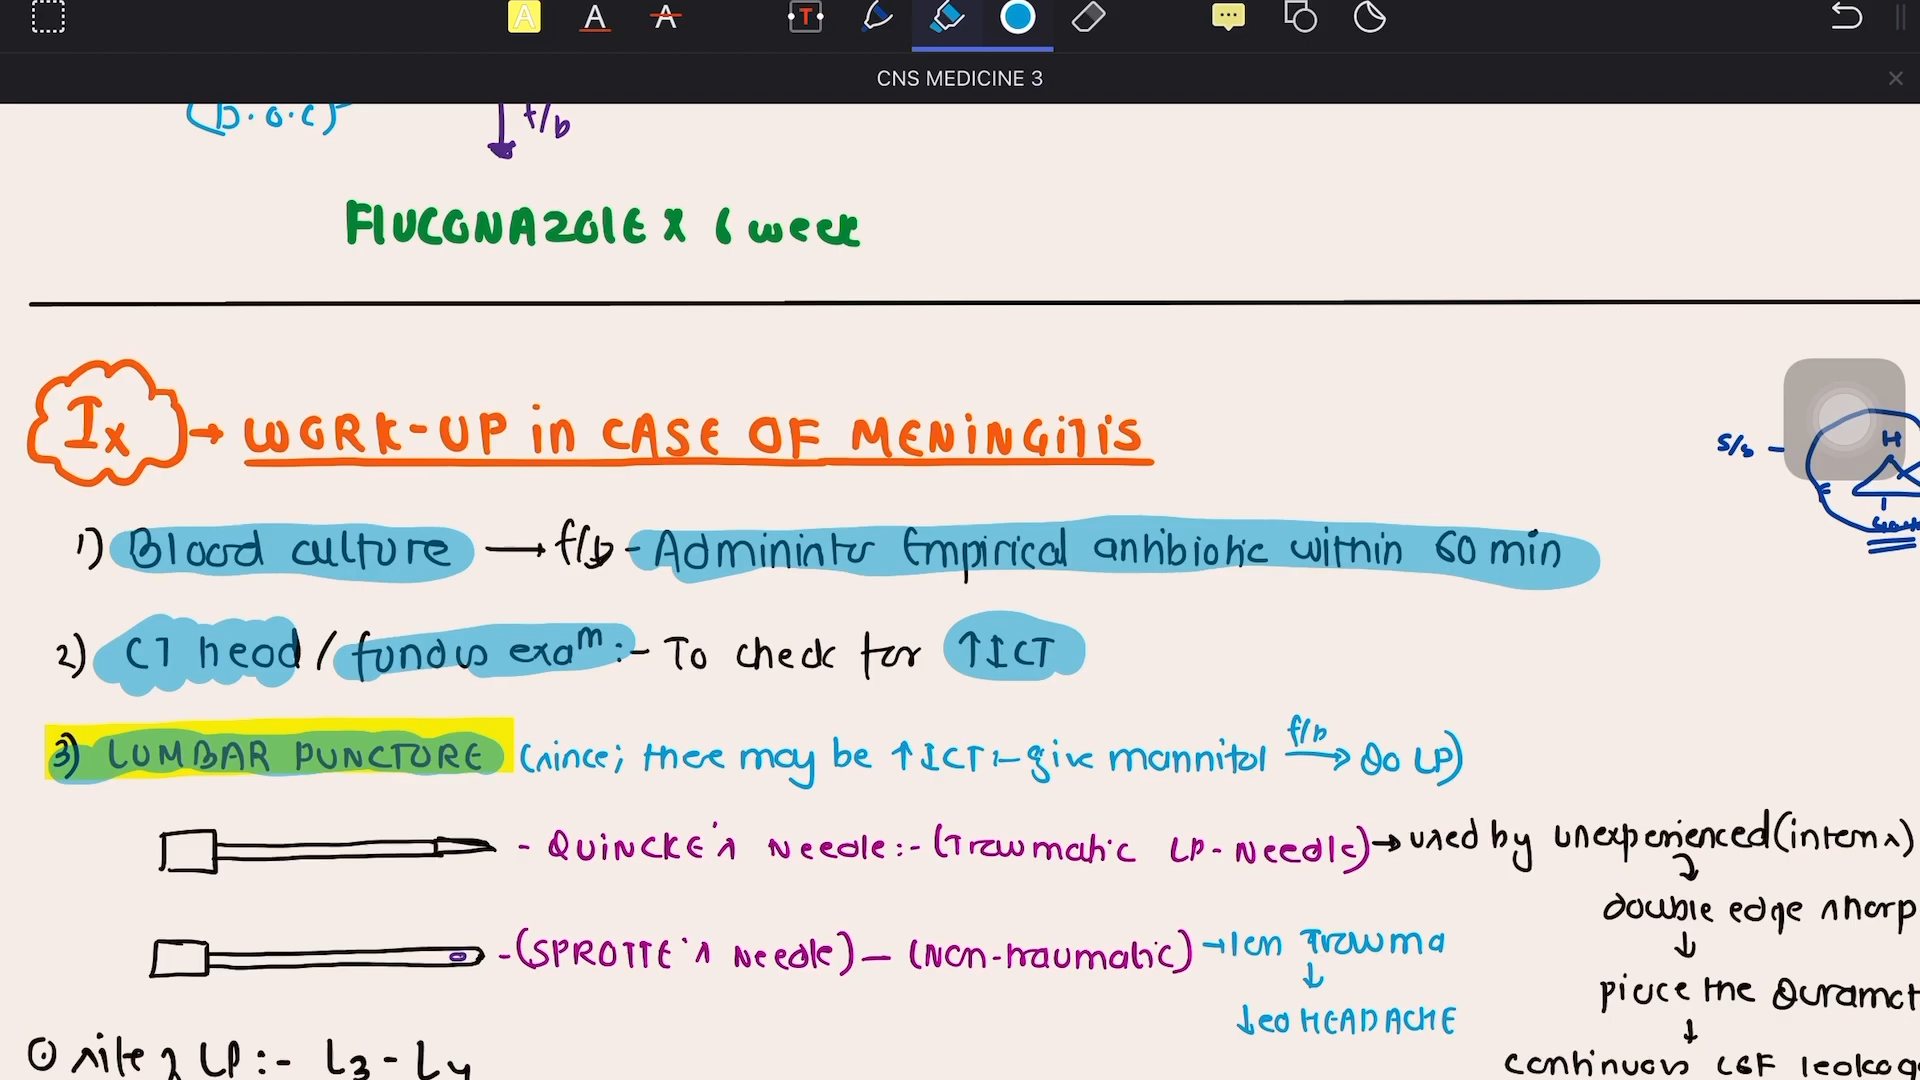 CNS MEDICINE 3
(D.O.C)
f/b
FLUCONAZOLE X 6 week
Ix → WORK-UP in CASE OF MENINGITIS
S/s -
H
1) Blood culture → f/b - Administer Empirical antibiotic within 60 min
2) CT head / fundus exam :- To check for ↑ICT
3) LUMBAR PUNCTURE (since; there may be ↑ICT :- give mannitol f/b → Do LP)
- QUINCKE's Needle :- (Traumatic LP-Needle) → used by unexperienced (interns)
double edge sharp
↓
- (SPROTTE's Needle) - (Non-traumatic) → less Trauma
↓
↓ed HEADACHE
pierce the Duramat
↓
continuous CSF leakag
⊙ site of LP :- L3 - L4